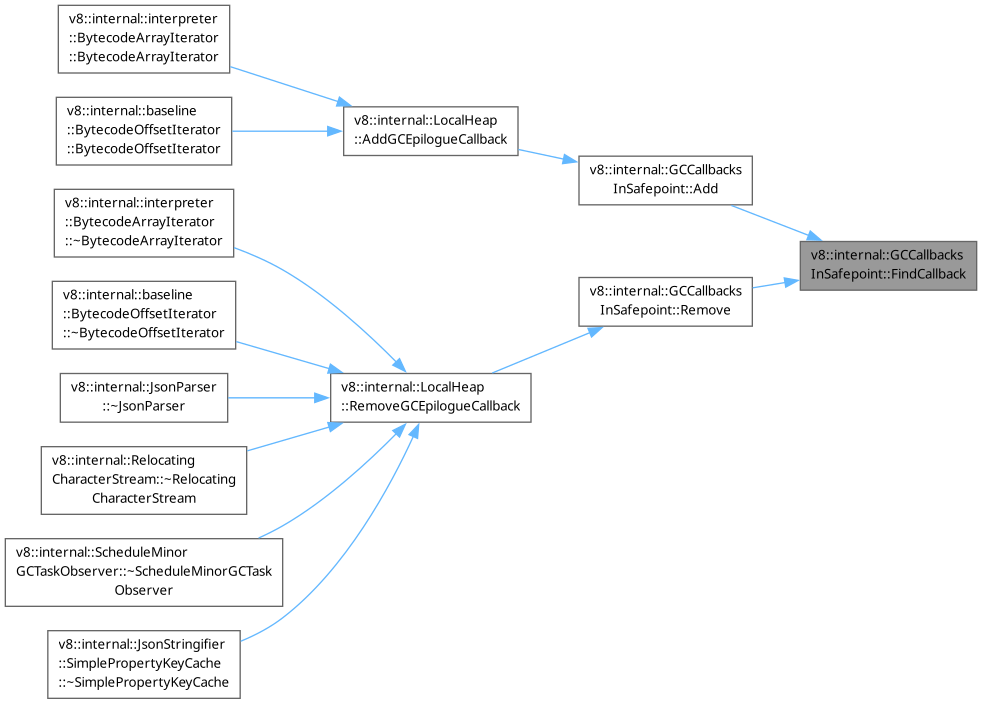 v8::internal::interpreter
::BytecodeArrayIterator
::BytecodeArrayIterator
v8::internal::baseline
::BytecodeOffsetIterator
::BytecodeOffsetIterator
v8::internal::interpreter
::BytecodeArrayIterator
::~BytecodeArrayIterator
v8::internal::baseline
::BytecodeOffsetIterator
::~BytecodeOffsetIterator
v8::internal::JsonParser
::~JsonParser
v8::internal::Relocating
CharacterStream::~Relocating
CharacterStream
v8::internal::ScheduleMinor
GCTaskObserver::~ScheduleMinorGCTask
Observer
v8::internal::JsonStringifier
::SimplePropertyKeyCache
::~SimplePropertyKeyCache
v8::internal::LocalHeap
::AddGCEpilogueCallback
v8::internal::LocalHeap
::RemoveGCEpilogueCallback
v8::internal::GCCallbacks
InSafepoint::Add
v8::internal::GCCallbacks
InSafepoint::Remove
v8::internal::GCCallbacks
InSafepoint::FindCallback